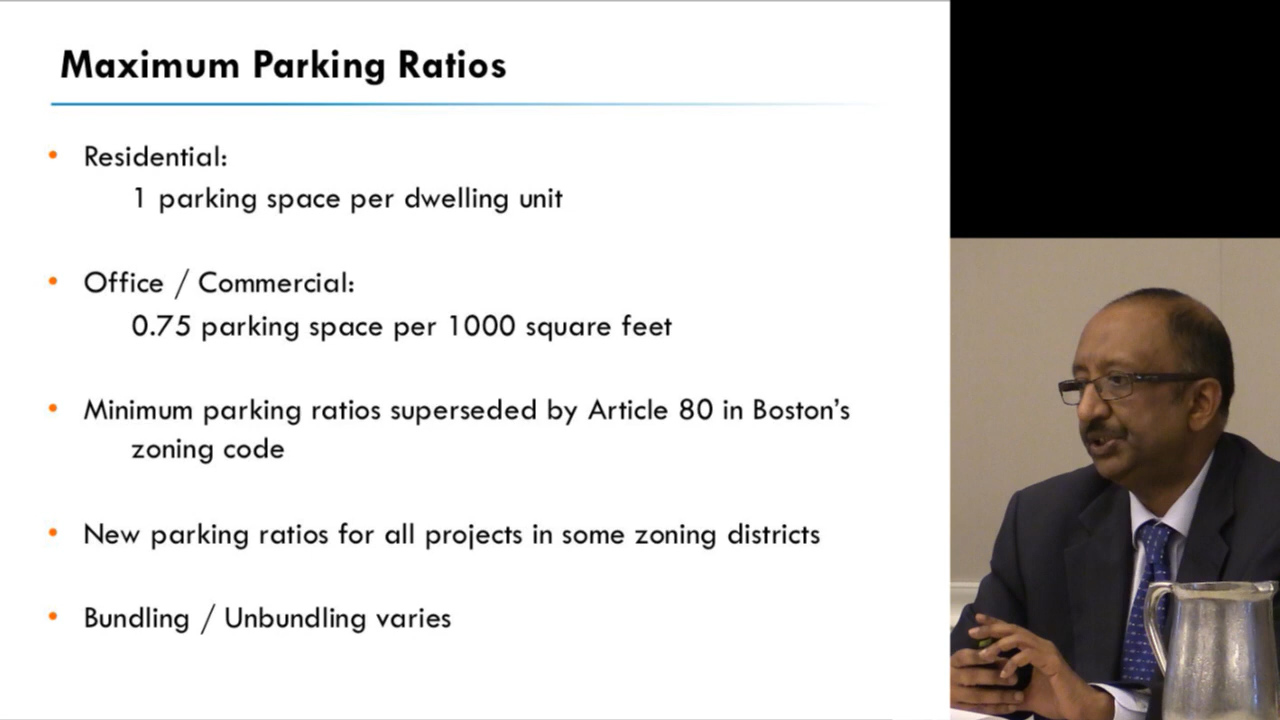 Maximum Parking Ratios
• Residential:
1 parking space per dwelling unit
• Office / Commercial:
0.75 parking space per 1000 square feet
• Minimum parking ratios superseded by Article 80 in Boston’s
zoning code
• New parking ratios for all projects in some zoning districts
• Bundling / Unbundling varies